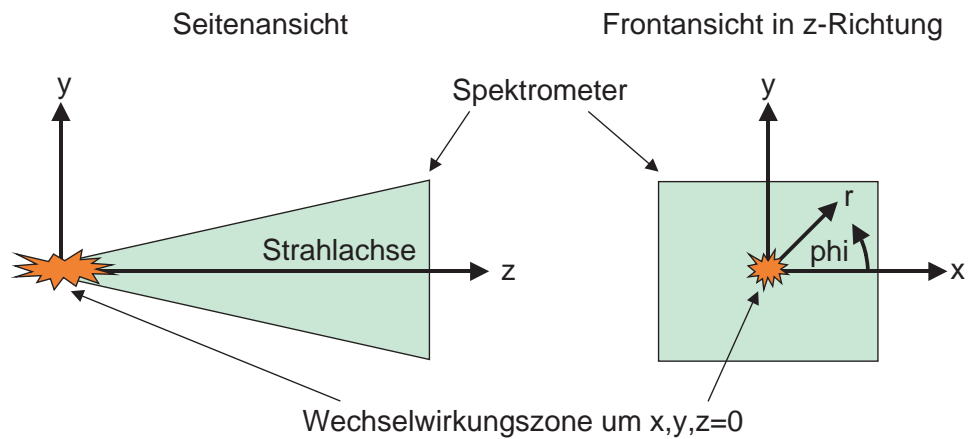 Seitenansicht
Frontansicht in z-Richtung
y
Spektrometer
y
r
Strahlachse
z
phi
x
Wechselwirkungszone um x,y,z=0